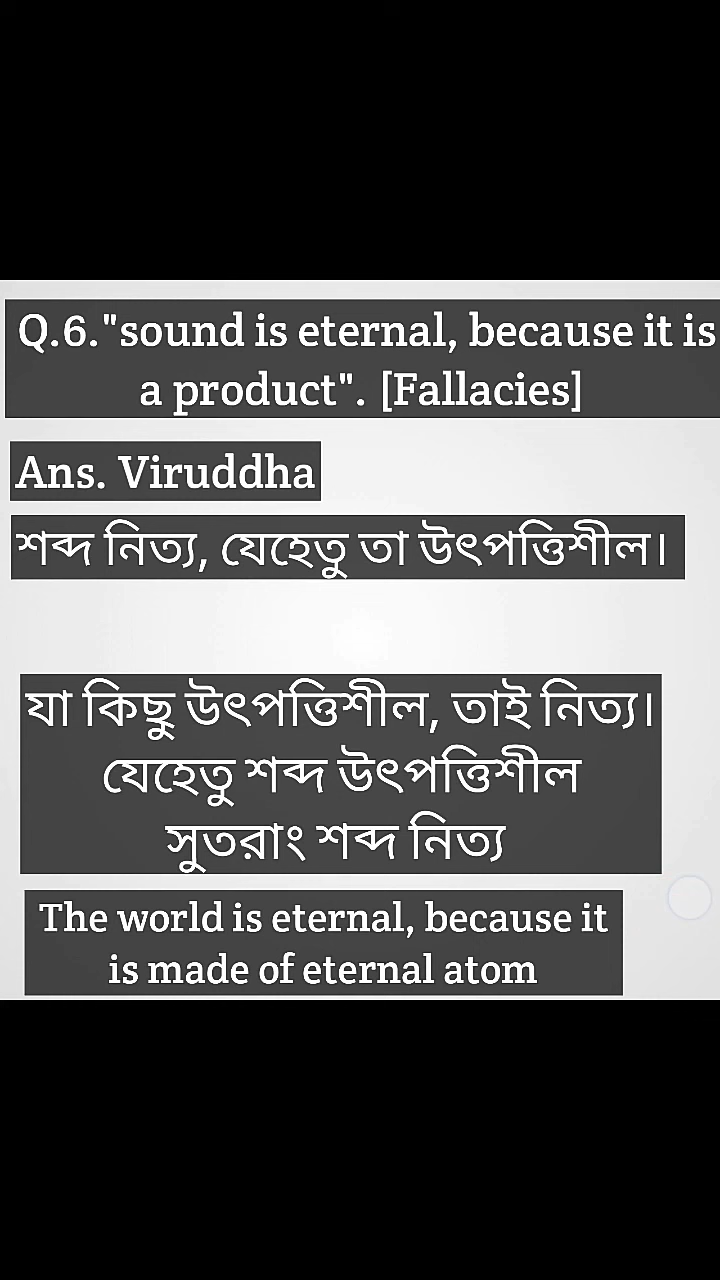 Q.6."sound is eternal, because it is
a product". [Fallacies]
Ans. Viruddha
শব্দ নিত্য, যেহেতু তা উৎপত্তিশীল।
যা কিছু উৎপত্তিশীল, তাই নিত্য।
যেহেতু শব্দ উৎপত্তিশীল
সুতরাং শব্দ নিত্য
The world is eternal, because it
is made of eternal atom